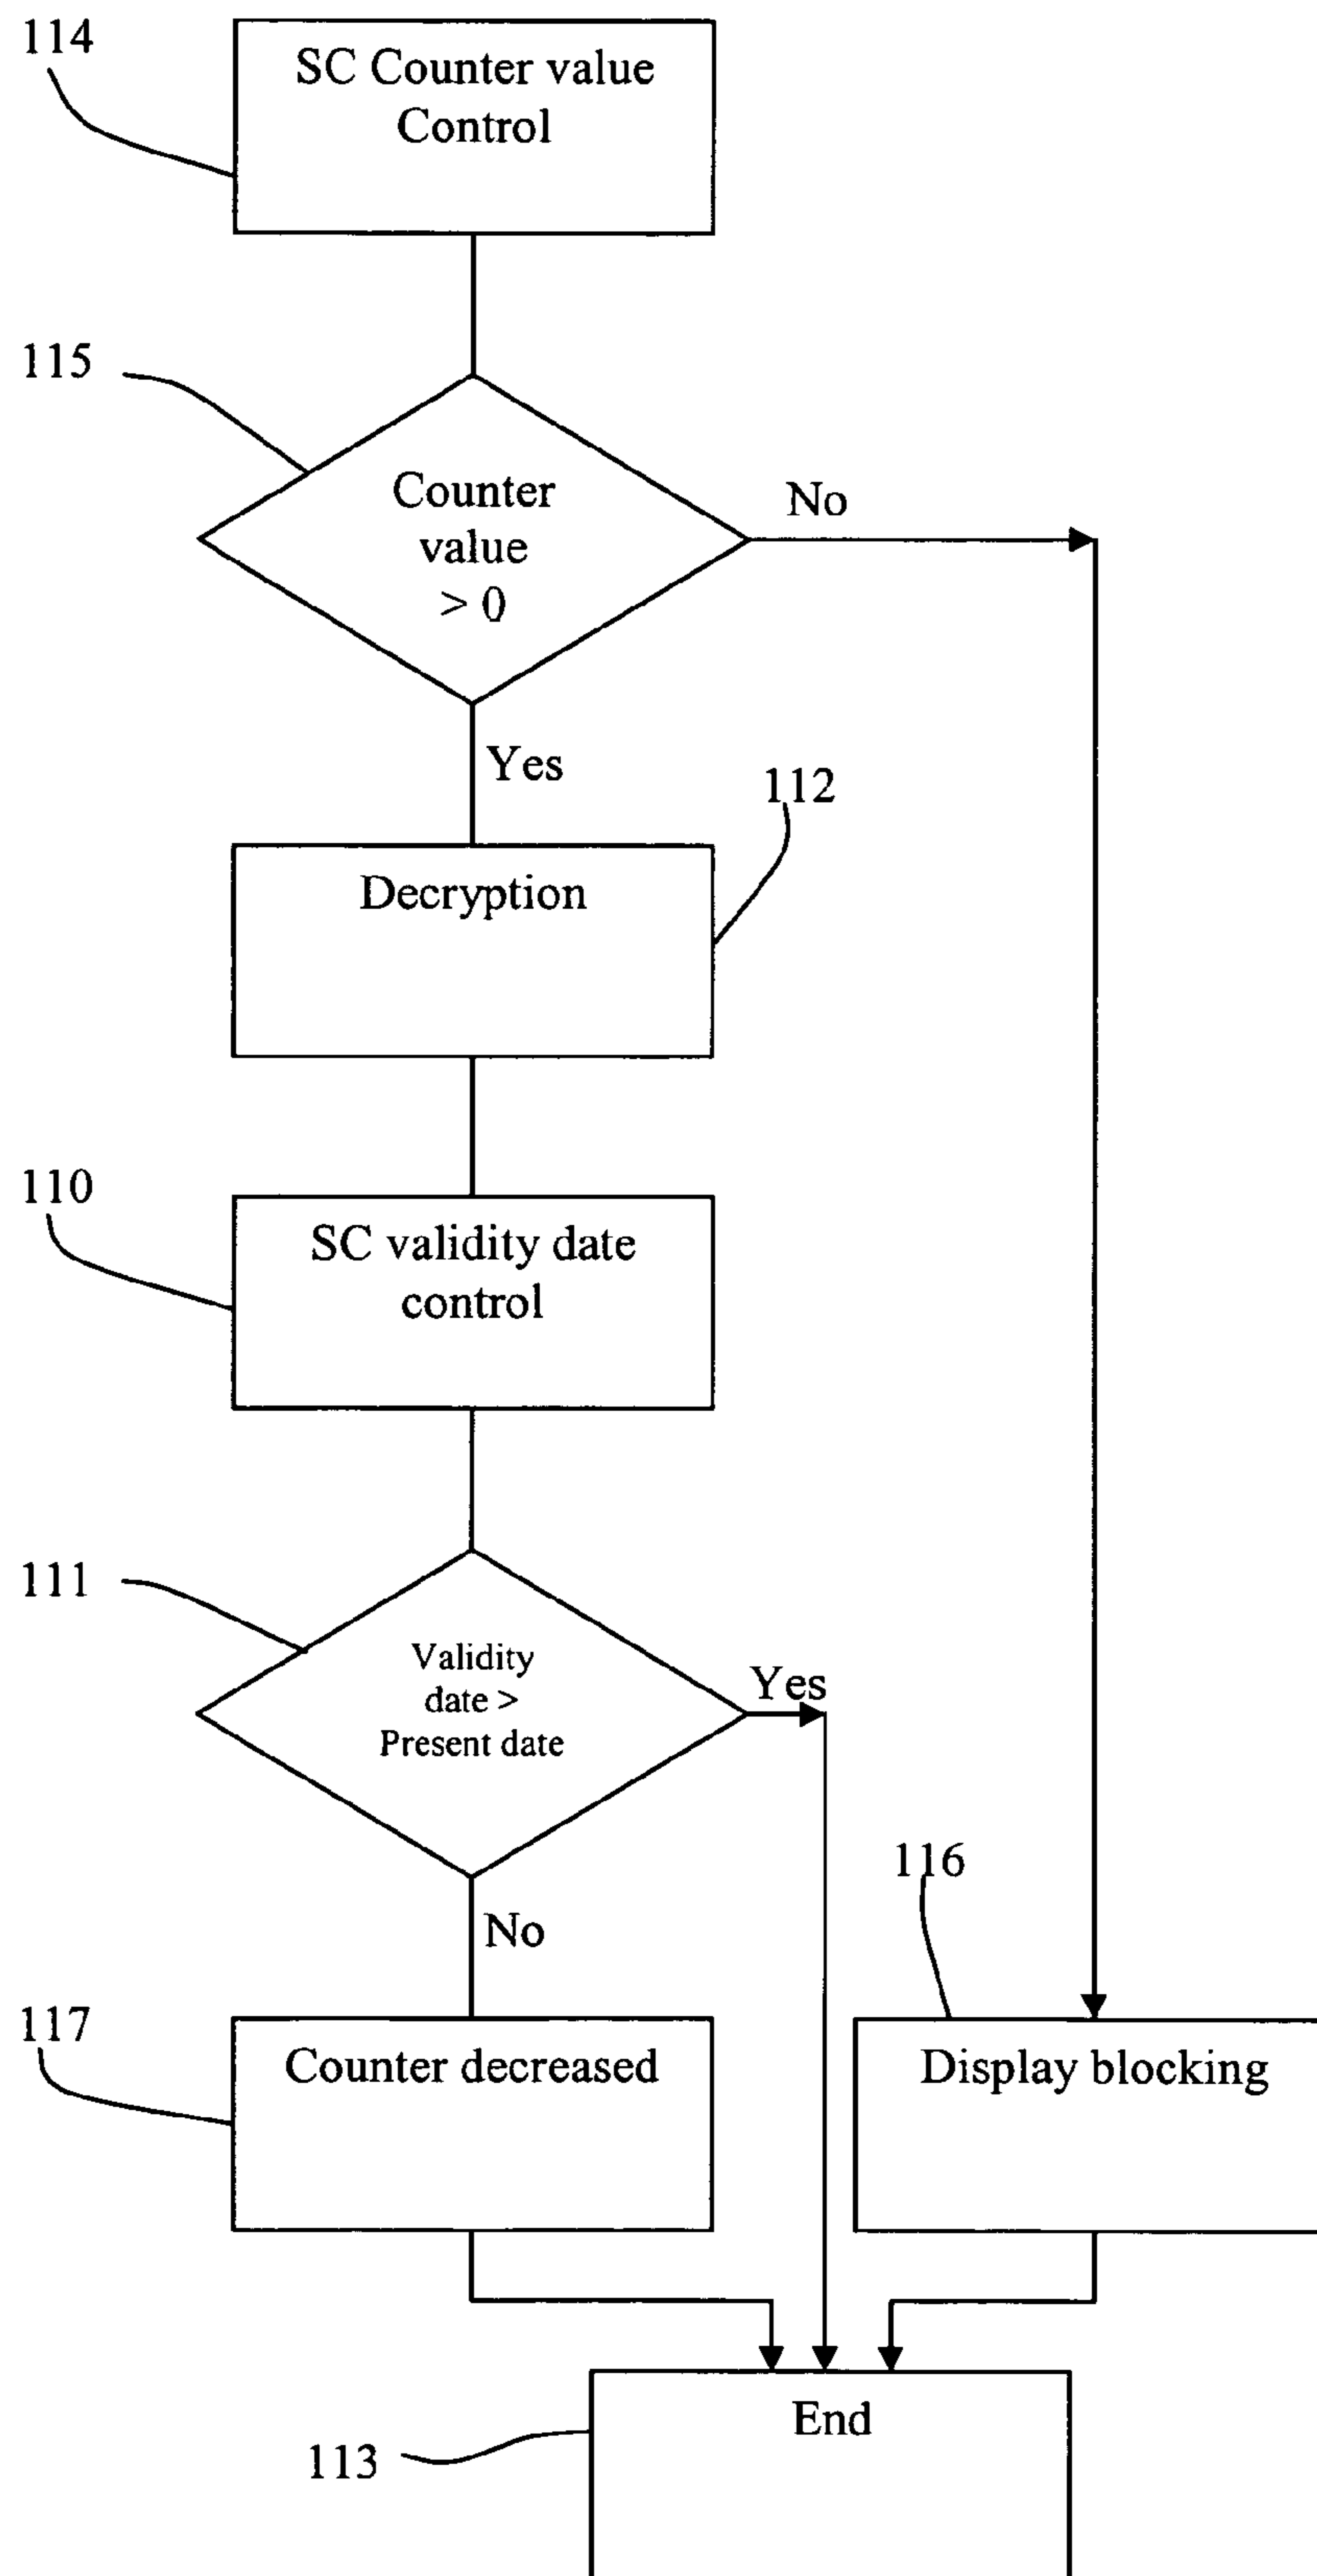 114
SC Counter value
Control
115
Counter
value
> 0
No
Yes
112
Decryption
110
SC validity date
control
111
Validity
date >
Present date
Yes
No
116
117
Counter decreased
Display blocking
End
113